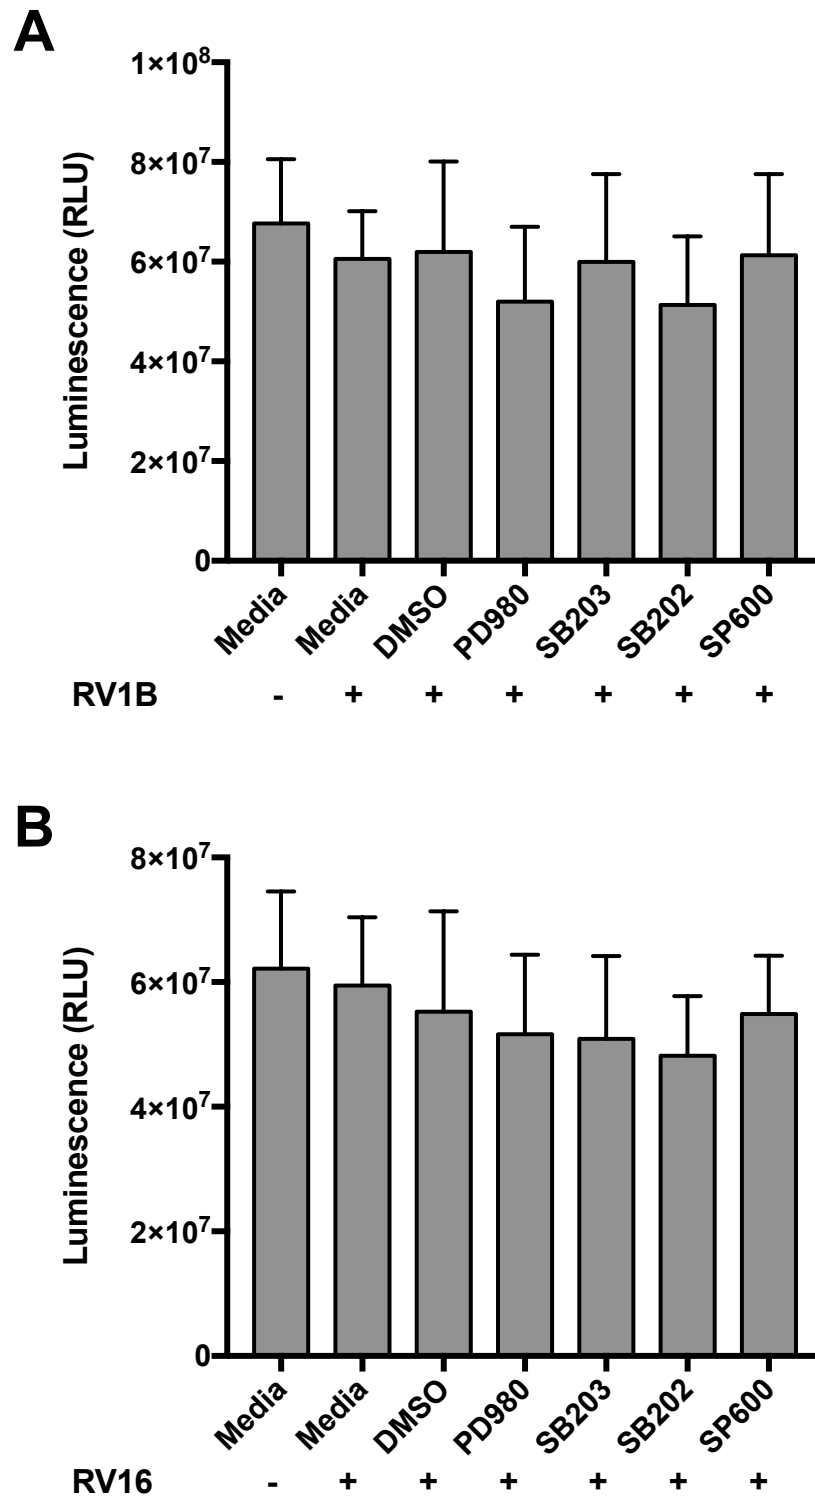 A
1×10⁸
8×10⁷
6×10⁷
4×10⁷
2×10⁷
0
Luminescence (RLU)
Media Media DMSO PD980 SB203 SB202 SP600
RV1B - + + + + + +
B
8×10⁷
6×10⁷
4×10⁷
2×10⁷
0
Luminescence (RLU)
Media Media DMSO PD980 SB203 SB202 SP600
RV16 - + + + + + +